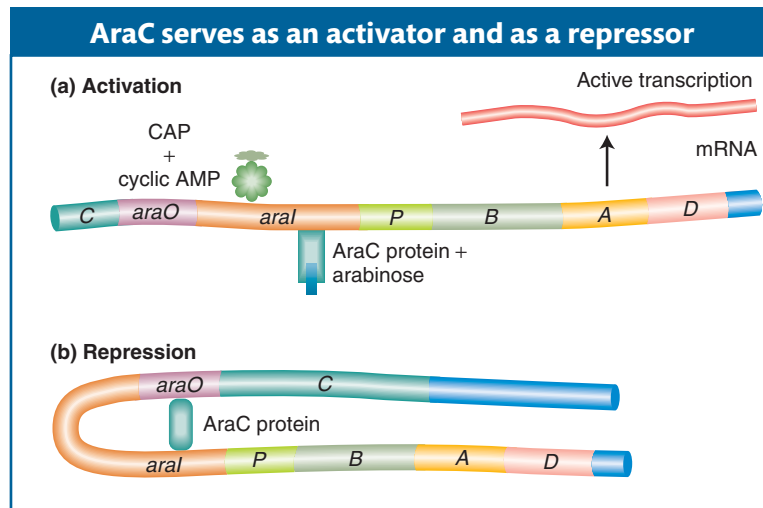 AraC serves as an activator and as a repressor
(a) Activation
Active transcription
CAP
+
cyclic AMP
mRNA
C araO araI P B A D
AraC protein +
arabinose
(b) Repression
araO C
AraC protein
araI P B A D